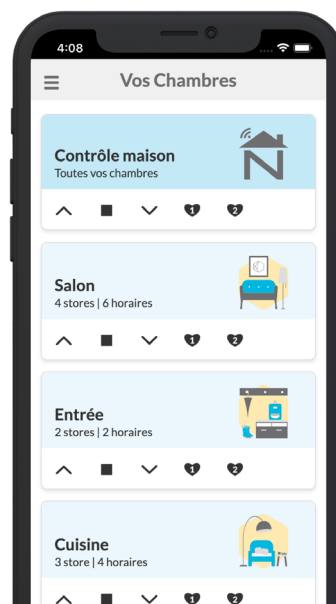 4:08
Vos Chambres
Contrôle maison
Toutes vos chambres
1 2
Salon
4 stores | 6 horaires
1 2
Entrée
2 stores | 2 horaires
1 2
Cuisine
3 store | 4 horaires
1 2